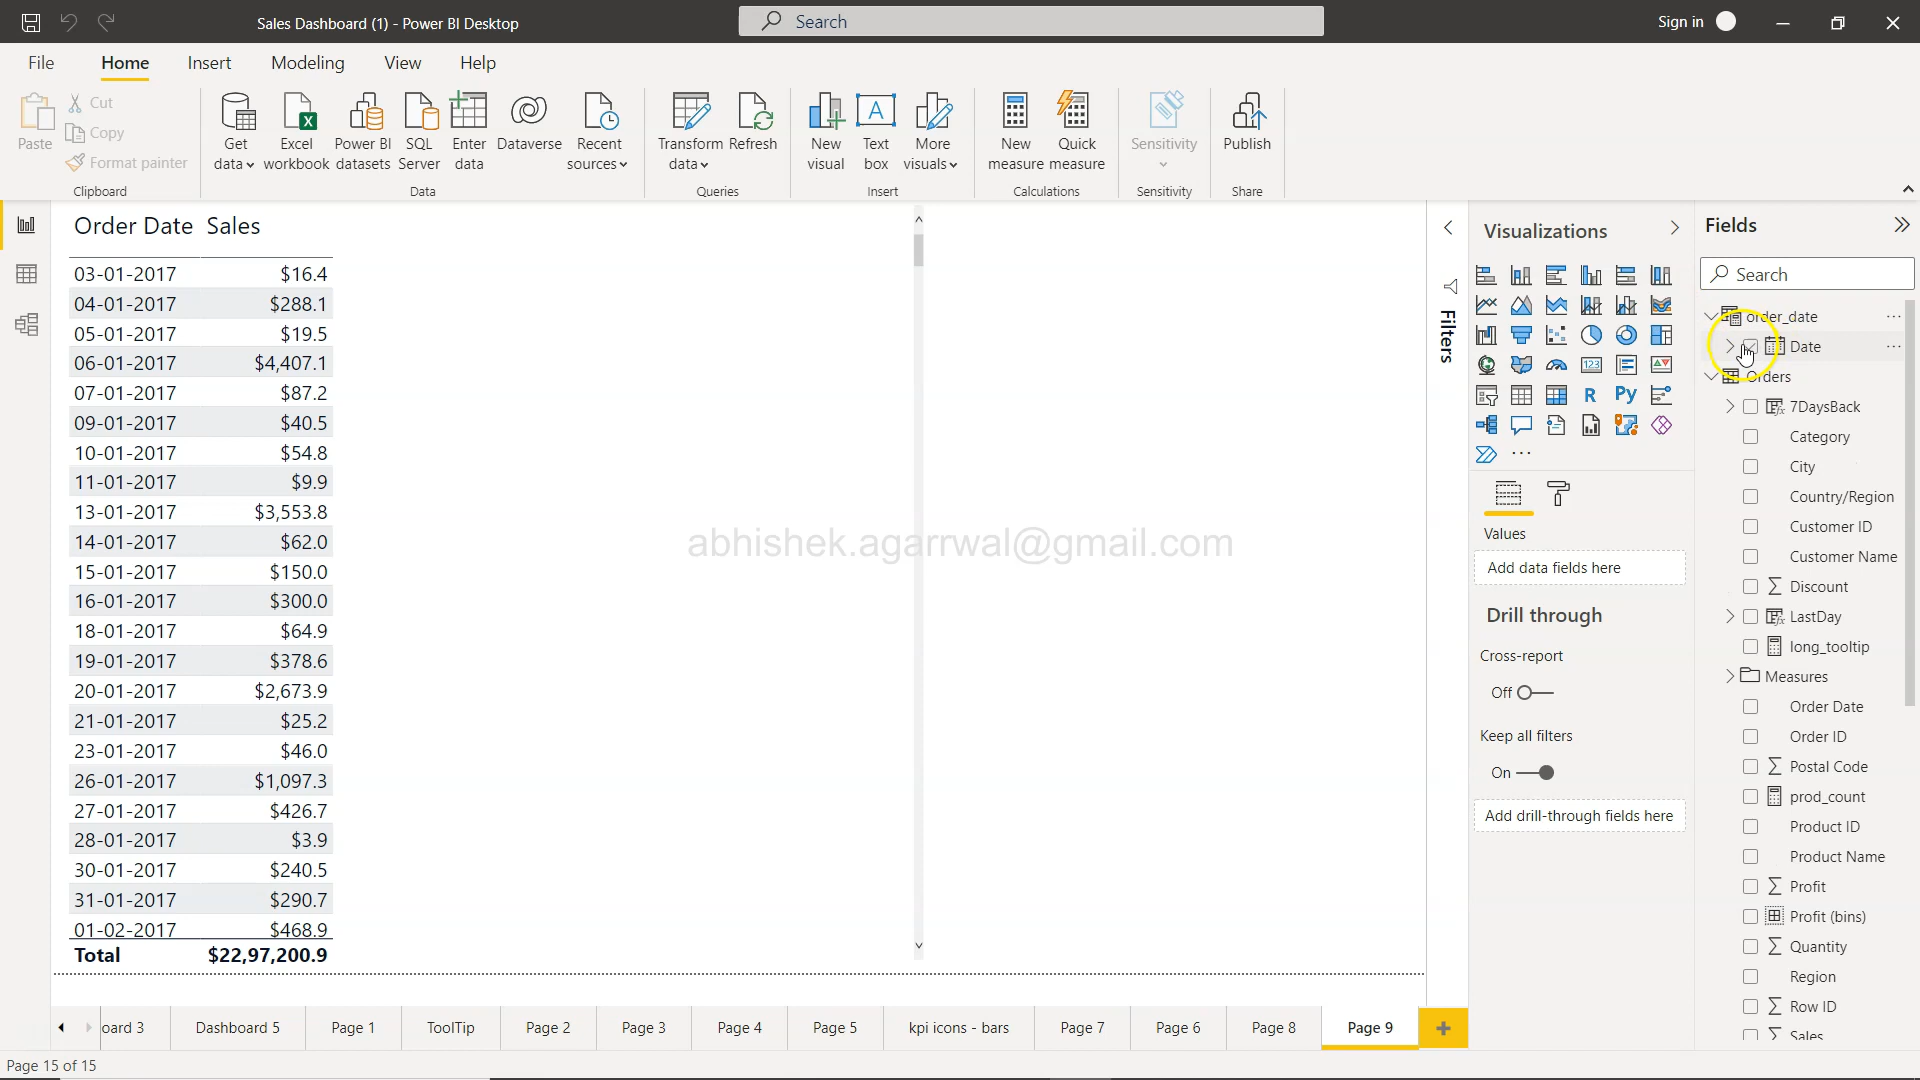 Sales Dashboard (1) - Power BI Desktop
Search
Sign in
File Home Insert Modeling View Help
Paste
Cut
Copy
Format painter
Clipboard
Get data
Excel workbook
Power BI datasets
SQL Server
Enter data
Dataverse
Recent sources
Data
Transform data
Refresh
Queries
New visual
A
Text box
More visuals
Insert
New measure
Quick measure
Calculations
Sensitivity
Sensitivity
Publish
Share
Order Date Sales
03-01-2017 $16.4
04-01-2017 $288.1
05-01-2017 $19.5
06-01-2017 $4,407.1
07-01-2017 $87.2
09-01-2017 $40.5
10-01-2017 $54.8
11-01-2017 $9.9
13-01-2017 $3,553.8
14-01-2017 $62.0
15-01-2017 $150.0
16-01-2017 $300.0
18-01-2017 $64.9
19-01-2017 $378.6
20-01-2017 $2,673.9
21-01-2017 $25.2
23-01-2017 $46.0
26-01-2017 $1,097.3
27-01-2017 $426.7
28-01-2017 $3.9
30-01-2017 $240.5
31-01-2017 $290.7
01-02-2017 $468.9
Total $22,97,200.9
abhishek.agarrwal@gmail.com
Filters
Visualizations
123
R
Py
Values
Add data fields here
Drill through
Cross-report
Off
Keep all filters
On
Add drill-through fields here
Fields
Search
order_date
Date
Orders
7DaysBack
Category
City
Country/Region
Customer ID
Customer Name
Discount
LastDay
long_tooltip
Measures
Order Date
Order ID
Postal Code
prod_count
Product ID
Product Name
Profit
Profit (bins)
Quantity
Region
Row ID
Sales
oard 3
Dashboard 5
Page 1
ToolTip
Page 2
Page 3
Page 4
Page 5
kpi icons - bars
Page 7
Page 6
Page 8
Page 9
Page 15 of 15